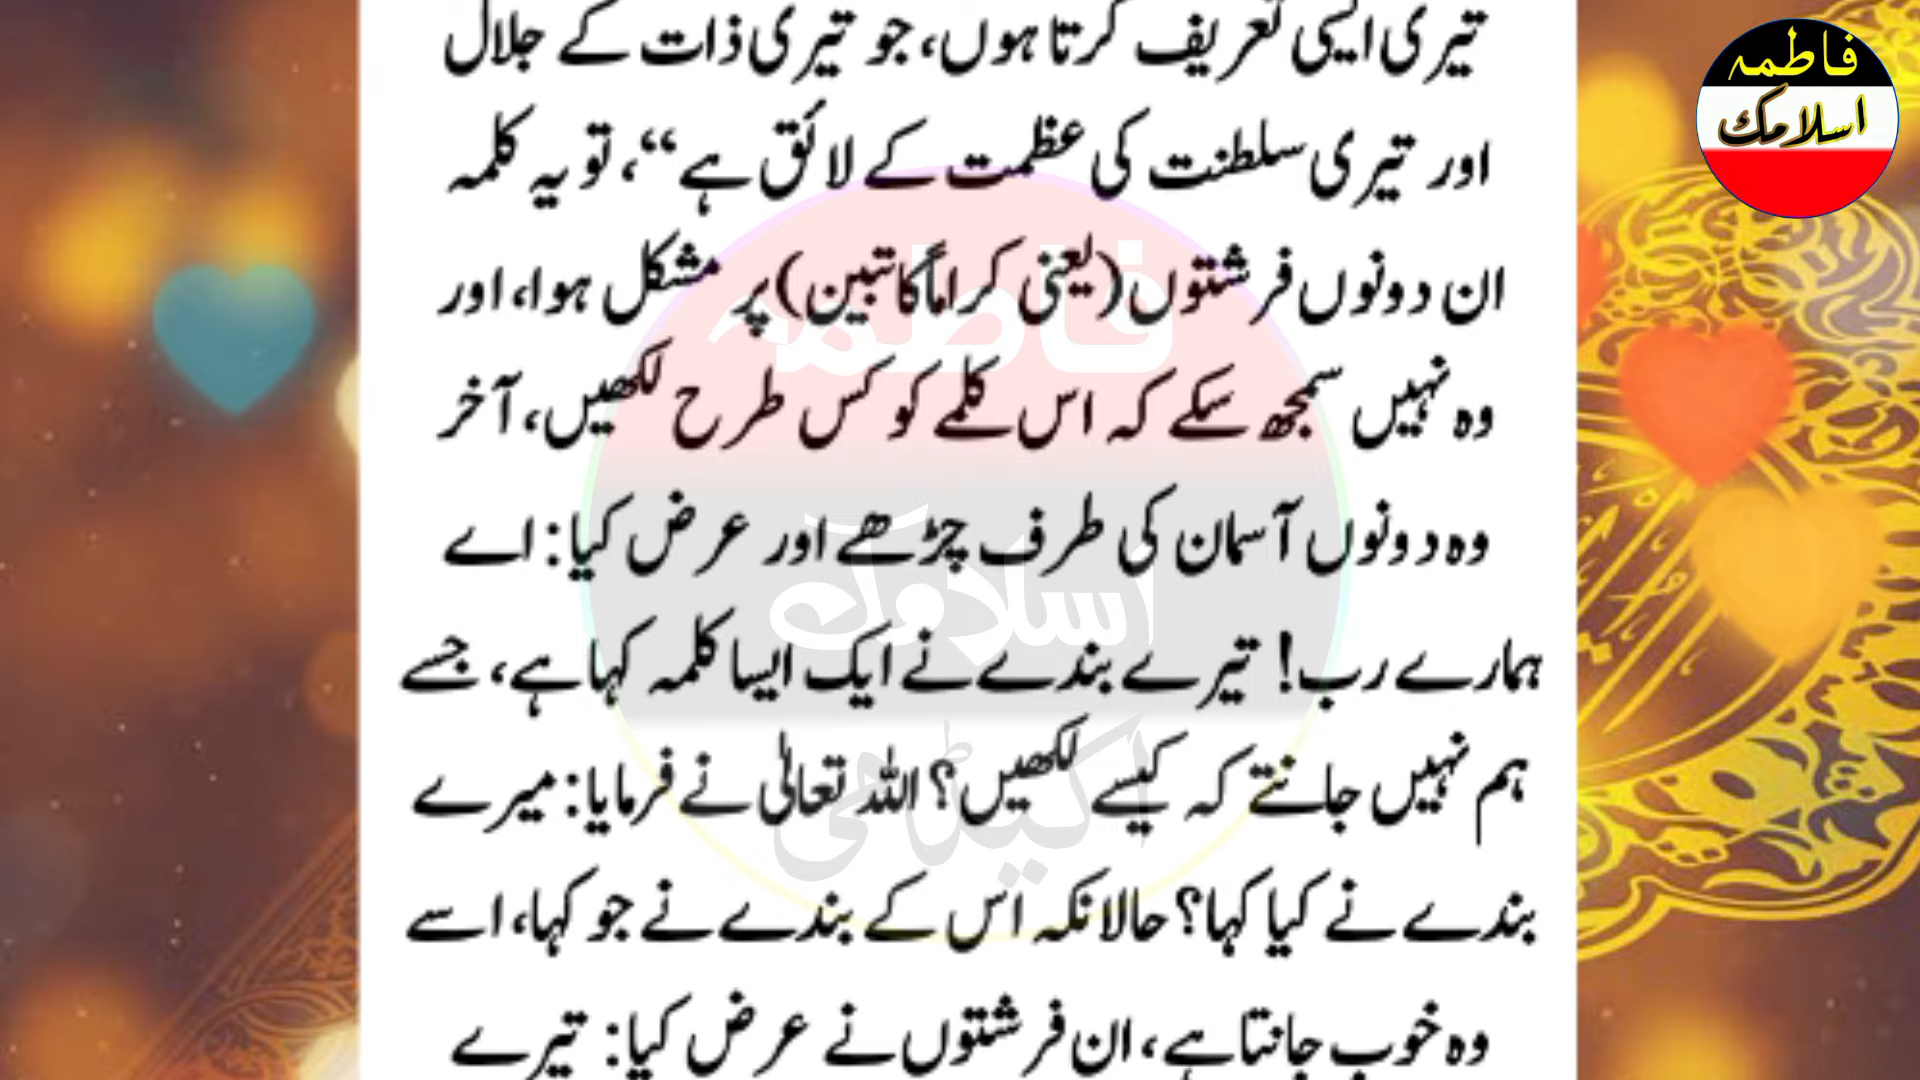 تیری ایسی تعریف کرتا ہوں، جو تیری ذات کے جلال
اور تیری سلطنت کی عظمت کے لائق ہے“، تو یہ کلمہ
ان دونوں فرشتوں (یعنی کراماً کاتبین) پر مشکل ہوا، اور
وہ نہیں سمجھ سکے کہ اس کلمے کو کس طرح لکھیں، آخر
وہ دونوں آسمان کی طرف چڑھے اور عرض کیا: اے
ہمارے رب! تیرے بندے نے ایک ایسا کلمہ کہا ہے، جسے
ہم نہیں جانتے کہ کیسے لکھیں؟ اللہ تعالیٰ نے فرمایا: میرے
بندے نے کیا کہا؟ حالانکہ اس کے بندے نے جو کہا، اسے
وہ خوب جانتا ہے، ان فرشتوں نے عرض کیا: تیرے
فاطمہ
اسلامک
فاطمہ
اسلامک
اکیڈمی